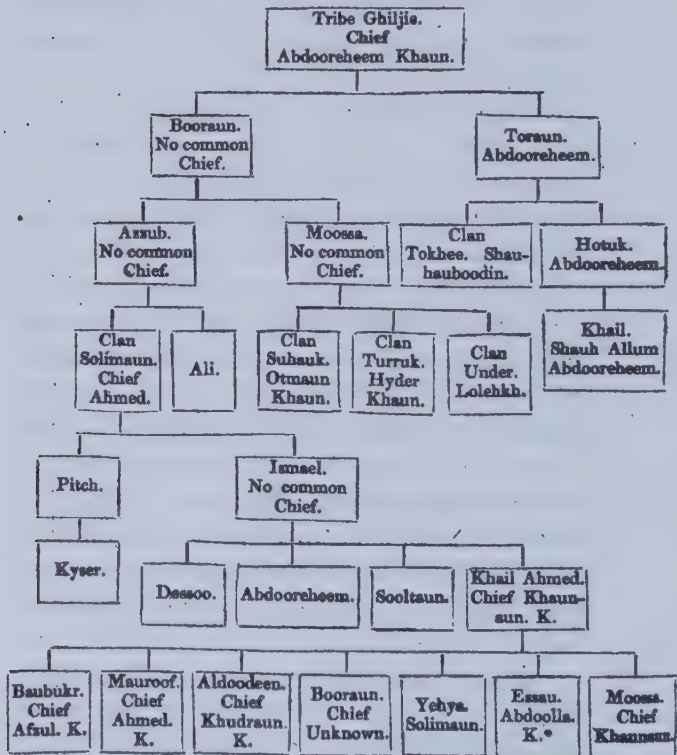 Tribe Ghiljie.
Chief
Abdooreheem Khaun.
Booraun.
No common
Chief.
Toraun.
Abdooreheem.
Azzub.
No common
Chief.
Moossa.
No common
Chief.
Clan
Tokhee. Shau-
hauboodin.
Hotuk.
Abdooreheem.
Clan
Solimaun.
Chief
Ahmed.
Ali.
Clan
Suhauk.
Otmaun
Khaun.
Clan
Turruk.
Hyder
Khaun.
Clan
Under.
Lolehkh.
Khail.
Shauh Allum
Abdooreheem.
Pitch.
Ismael.
No common
Chief.
Kyser.
Dessoo.
Abdooreheem.
Sooltaun.
Khail Ahmed.
Chief Khaun-
aun. K.
Baubukr.
Chief
Afzul. K.
Mauroof.
Chief
Ahmed.
K.
Aldoodeen.
Chief
Khudraun.
K.
Booraun.
Chief
Unknown.
Yehya.
Solimaun.
Essau.
Abdoolla.
K.*
Moossa.
Chief
Khannaun.